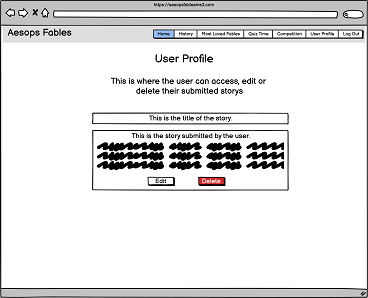 https://aesopsfablesms3.com
Aesops Fables
Home History Most Loved Fables Quiz Time Competition User Profile Log Out
User Profile
This is where the user can access, edit or
delete their submitted storys
This is the title of the story.
This is the story submitted by the user.
Edit Delete